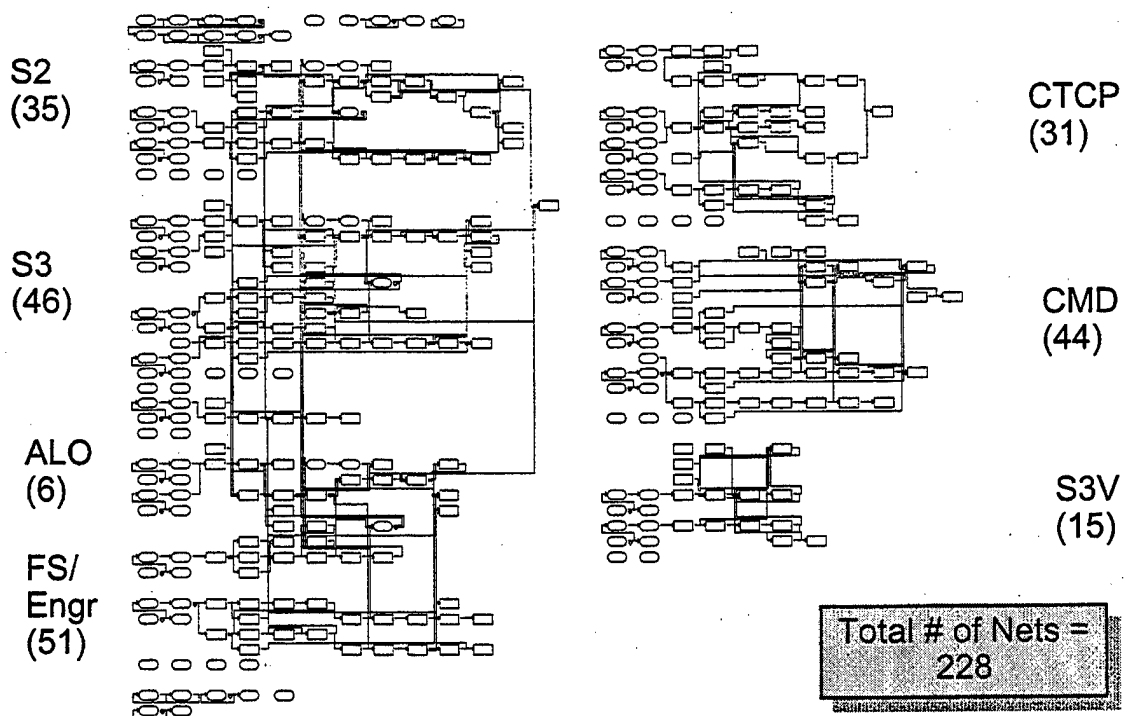 S2
(35)
S3
(46)
ALO
(6)
FS/
Engr
(51)
CTCP
(31)
CMD
(44)
S3V
(15)
Total # of Nets =
228